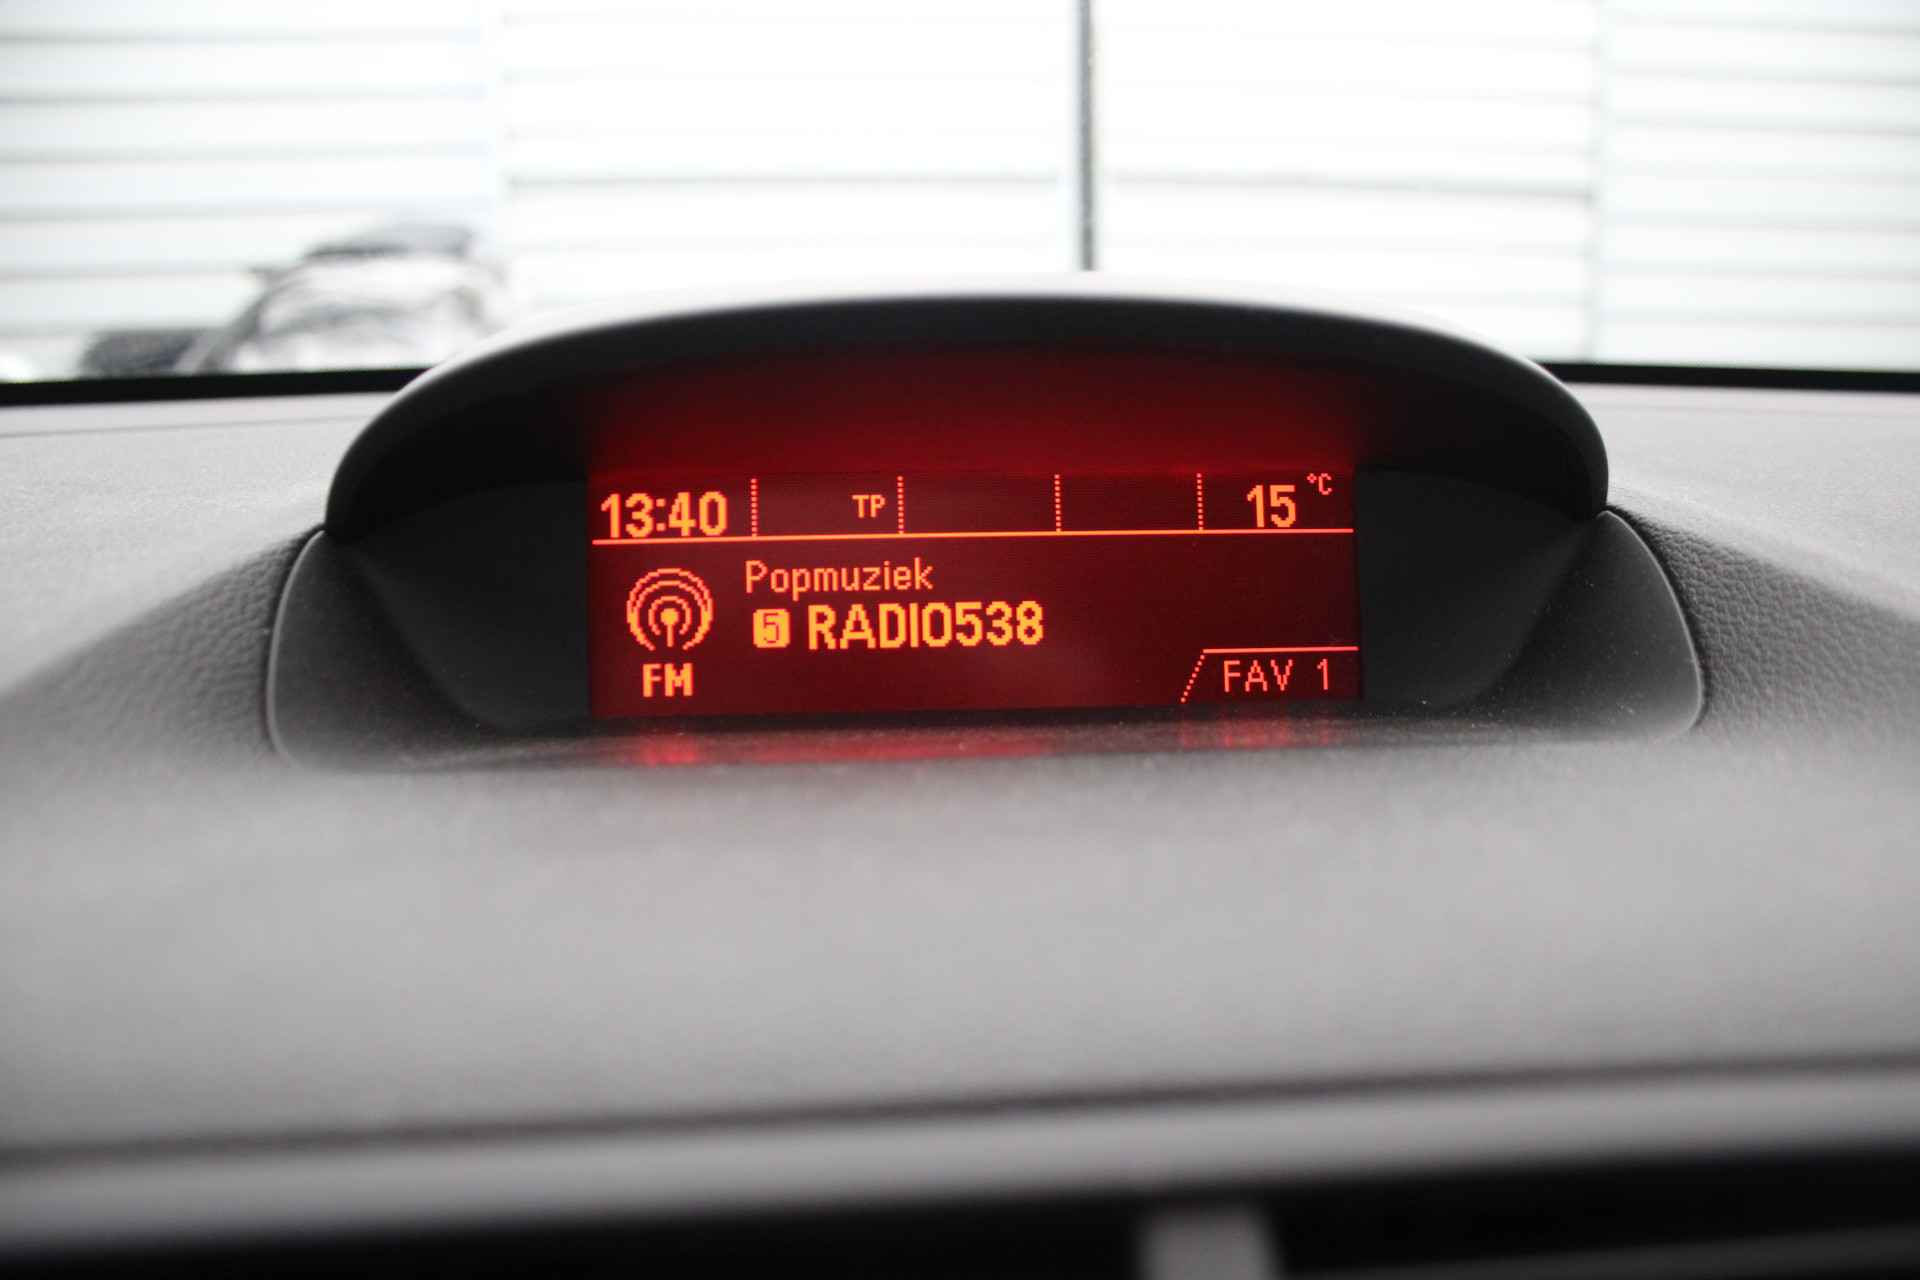 13:40 TP 15 °C
Popmuziek
5 RADIO538
FM
FAV 1